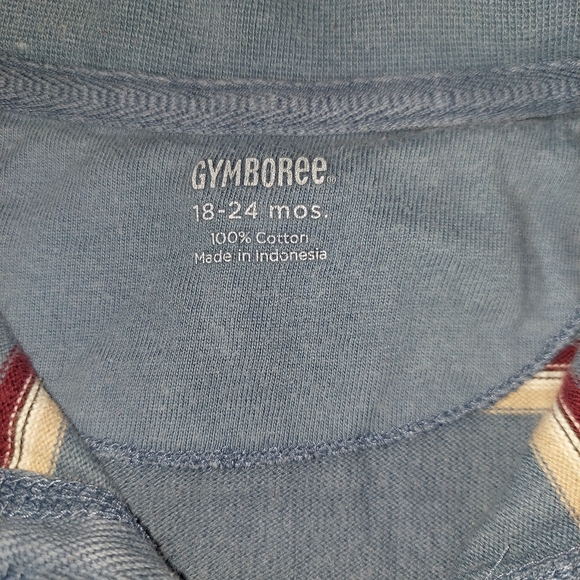 GYMBOREE®
18-24 mos.
100% Cotton
Made in Indonesia